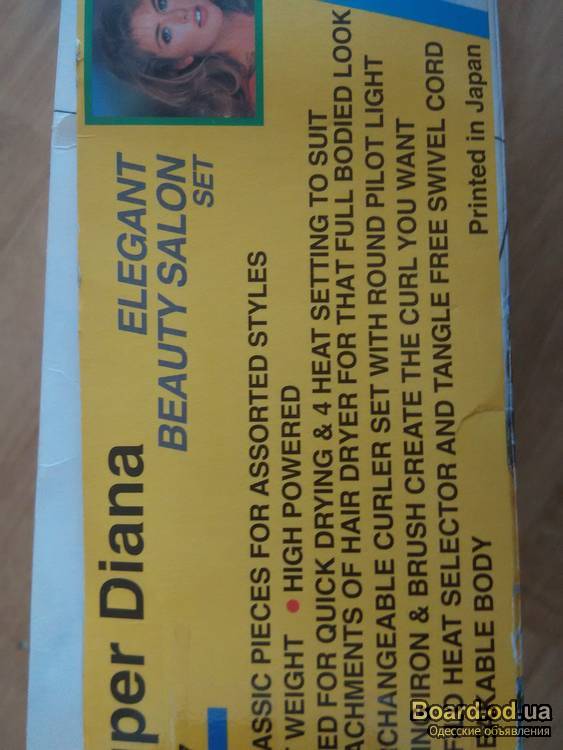 uper Diana
ELEGANT
BEAUTY SALON
SET
ASSIC PIECES FOR ASSORTED STYLES
T WEIGHT • HIGH POWERED
ED FOR QUICK DRYING & 4 HEAT SETTING TO SUIT
ACHMENTS OF HAIR DRYER FOR THAT FULL BODIED LOOK
RCHANGEABLE CURLER SET WITH ROUND PILOT LIGHT
IRON & BRUSH CREATE THE CURL YOU WANT
HEAT SELECTOR AND TANGLE FREE SWIVEL CORD
EAKABLE BODY
Printed in Japan
Board.od.ua
Одесские объявления